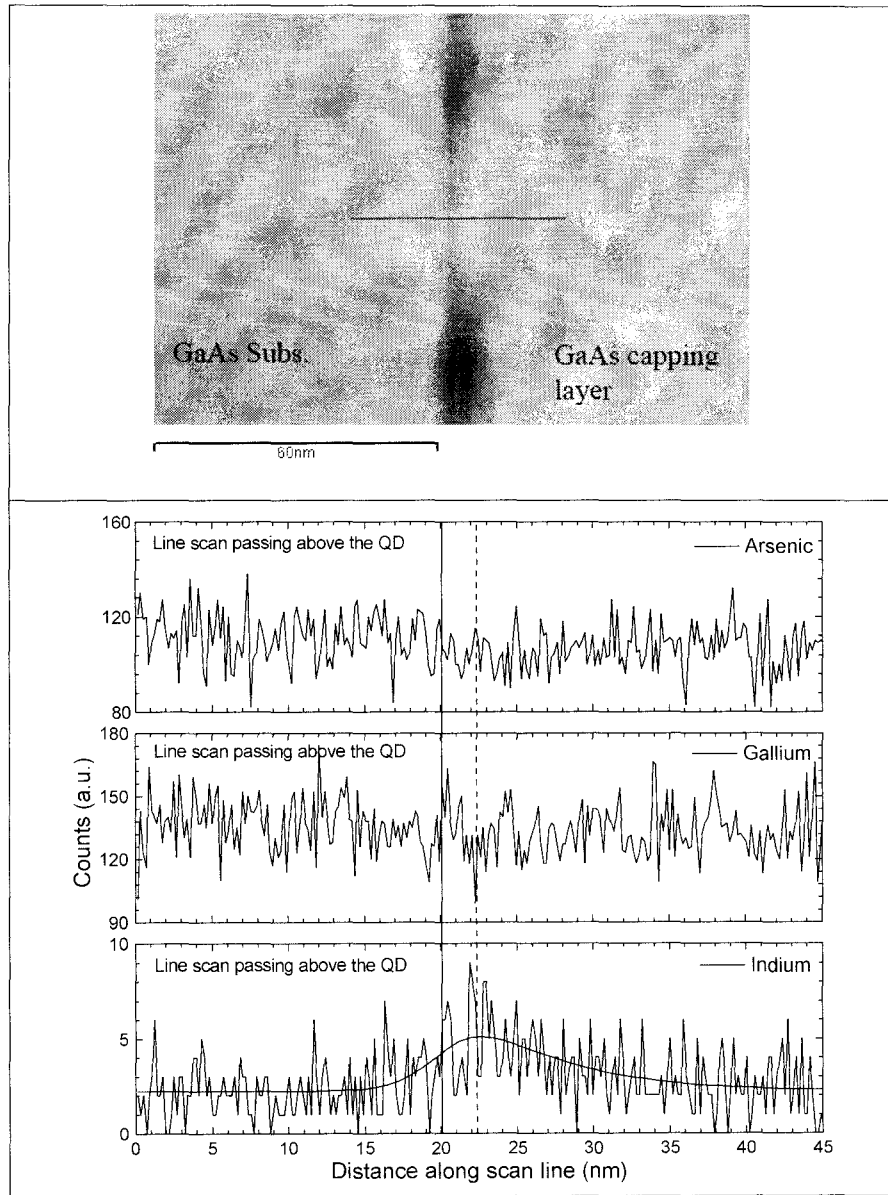 GaAs Subs.
GaAs capping
layer
60nm
160
Line scan passing above the QD
Arsenic
120
80
180
Line scan passing above the QD
Gallium
150
120
90
Counts (a.u.)
10
Line scan passing above the QD
Indium
5
0
0 5 10 15 20 25 30 35 40 45
Distance along scan line (nm)